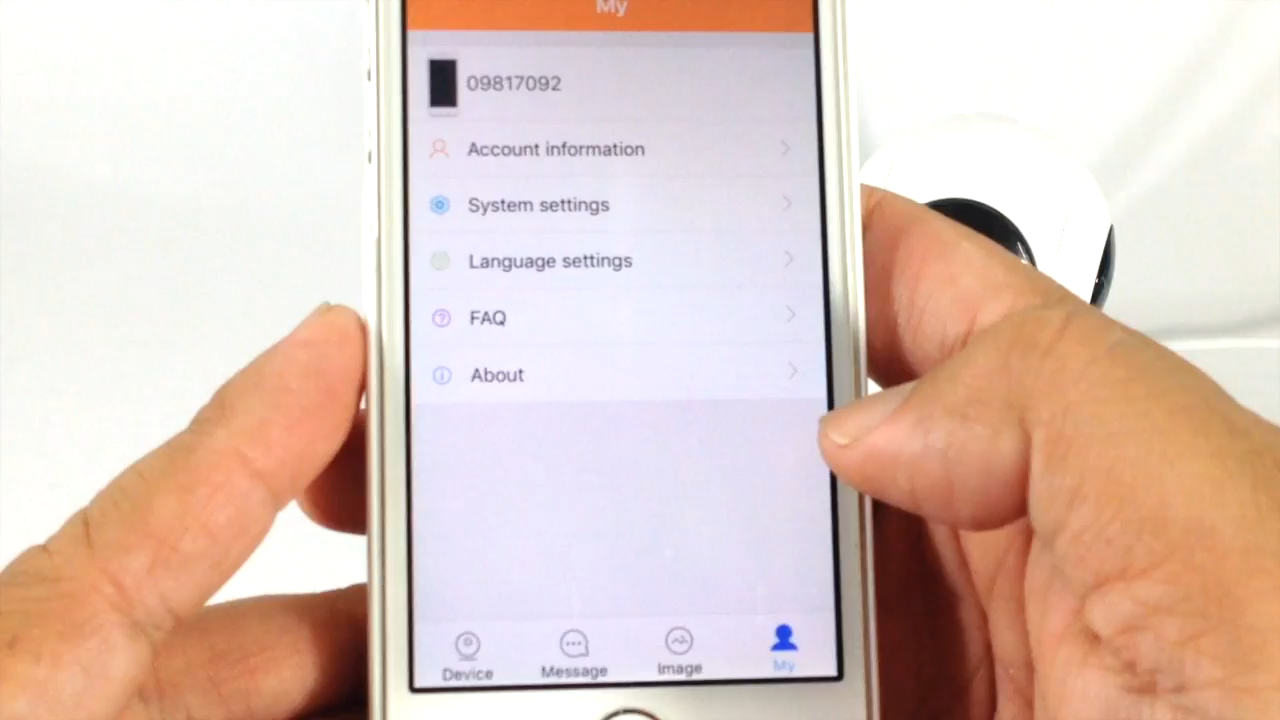 My
09817092
Account information
System settings
Language settings
FAQ
About
Device
Message
Image
My